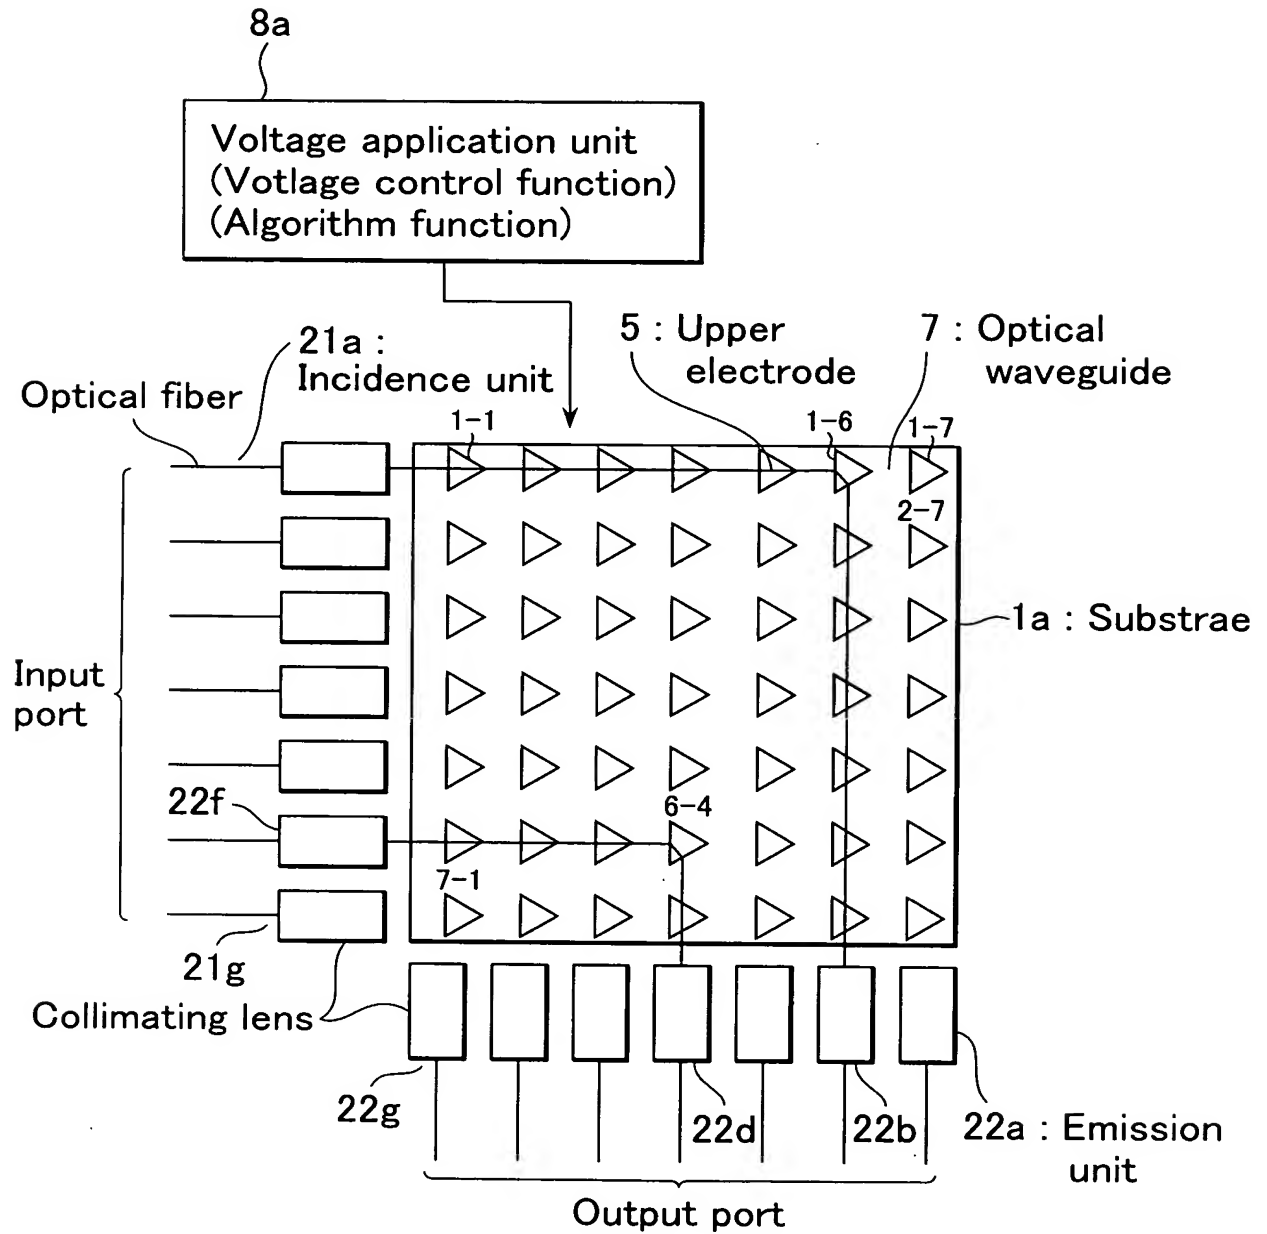 8a
Voltage application unit
(Votlage control function)
(Algorithm function)
21a :
Incidence unit
5 : Upper
electrode
7 : Optical
waveguide
Optical fiber
1-1
1-6
1-7
2-7
1a : Substrae
Input
port
22f
6-4
7-1
21g
Collimating lens
22g
22d
22b
22a : Emission
unit
Output port